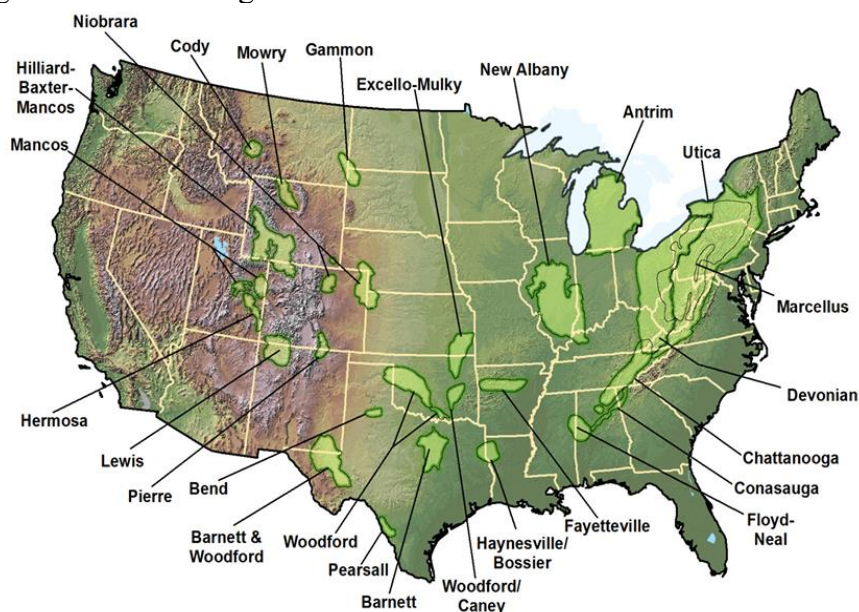 Niobrara
Cody
Mowry
Gammon
Hilliard-
Baxter-
Mancos
Mancos
Excello-Mulky
New Albany
Antrim
Utica
Marcellus
Devonian
Chattanooga
Conasauga
Floyd-
Neal
Fayetteville
Haynesville/
Bossier
Woodford/
Caney
Barnett
Pearsall
Woodford
Barnett &
Woodford
Bend
Pierre
Lewis
Hermosa